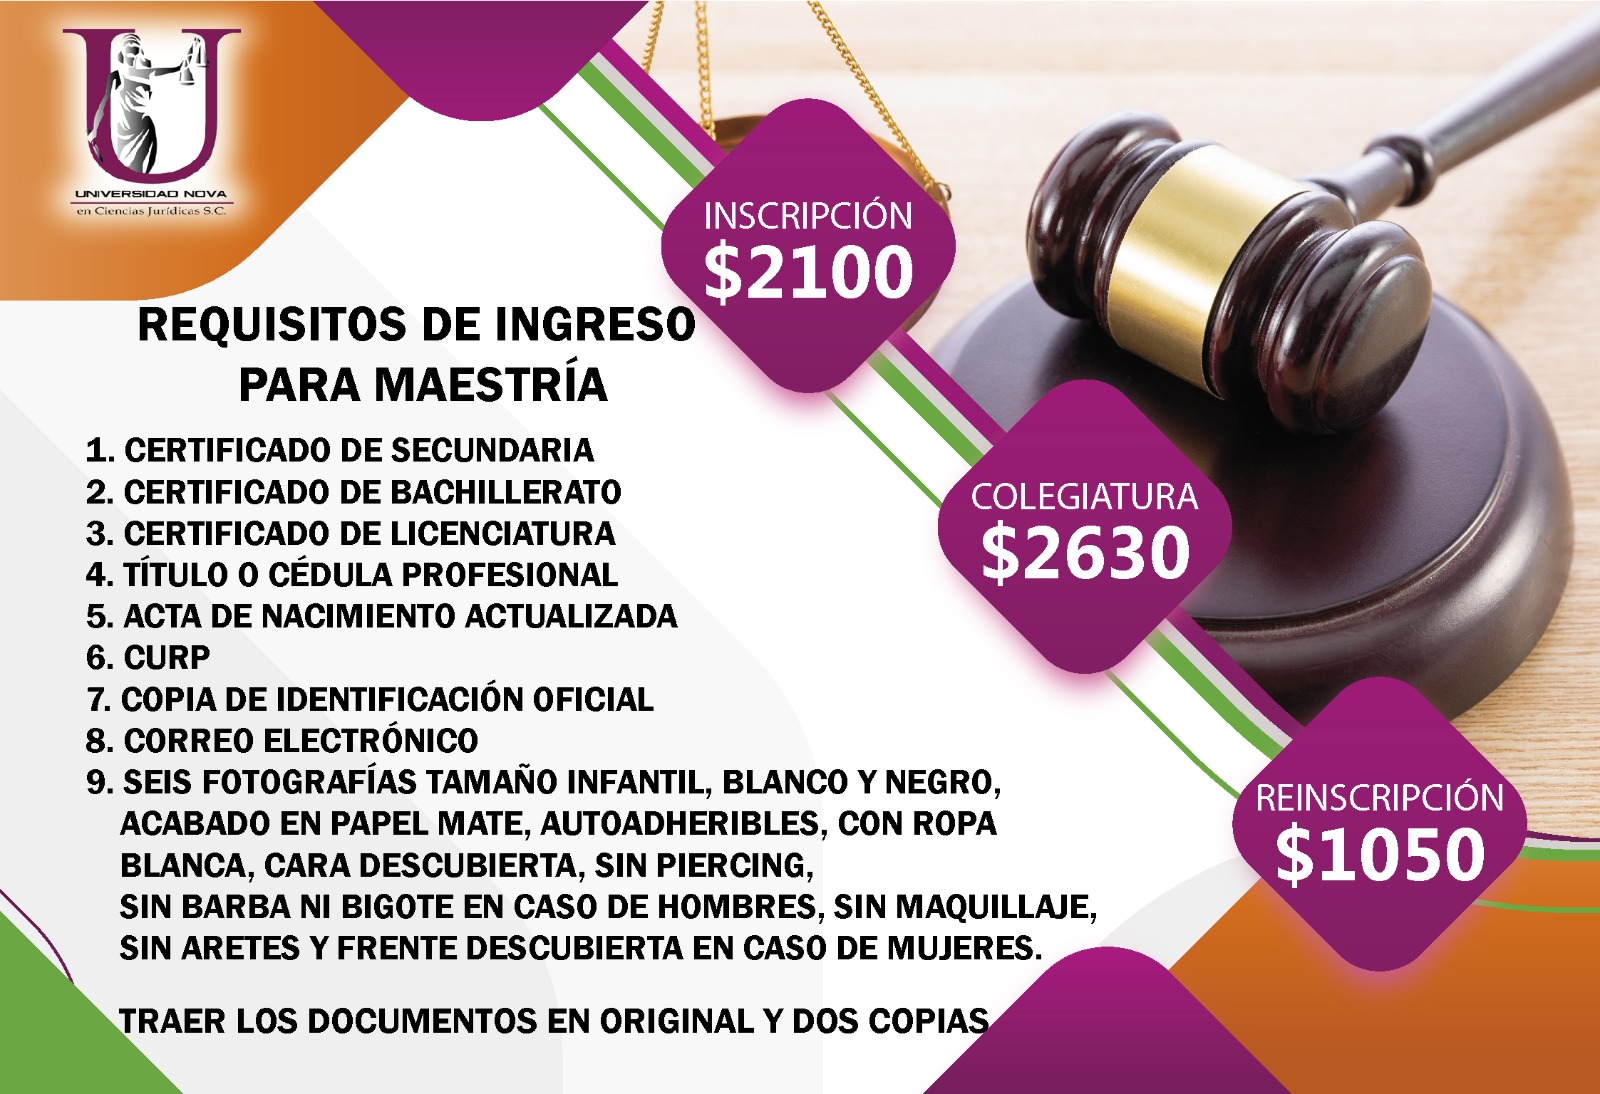 U
UNIVERSIDAD NOVA
en Ciencias Jurídicas S.C.
INSCRIPCIÓN
$2100
REQUISITOS DE INGRESO
PARA MAESTRÍA
1. CERTIFICADO DE SECUNDARIA
2. CERTIFICADO DE BACHILLERATO
3. CERTIFICADO DE LICENCIATURA
4. TÍTULO O CÉDULA PROFESIONAL
5. ACTA DE NACIMIENTO ACTUALIZADA
6. CURP
7. COPIA DE IDENTIFICACIÓN OFICIAL
8. CORREO ELECTRÓNICO
9. SEIS FOTOGRAFÍAS TAMAÑO INFANTIL, BLANCO Y NEGRO,
ACABADO EN PAPEL MATE, AUTOADHERIBLES, CON ROPA
BLANCA, CARA DESCUBIERTA, SIN PIERCING,
SIN BARBA NI BIGOTE EN CASO DE HOMBRES, SIN MAQUILLAJE,
SIN ARETES Y FRENTE DESCUBIERTA EN CASO DE MUJERES.
TRAER LOS DOCUMENTOS EN ORIGINAL Y DOS COPIAS
COLEGIATURA
$2630
REINSCRIPCIÓN
$1050